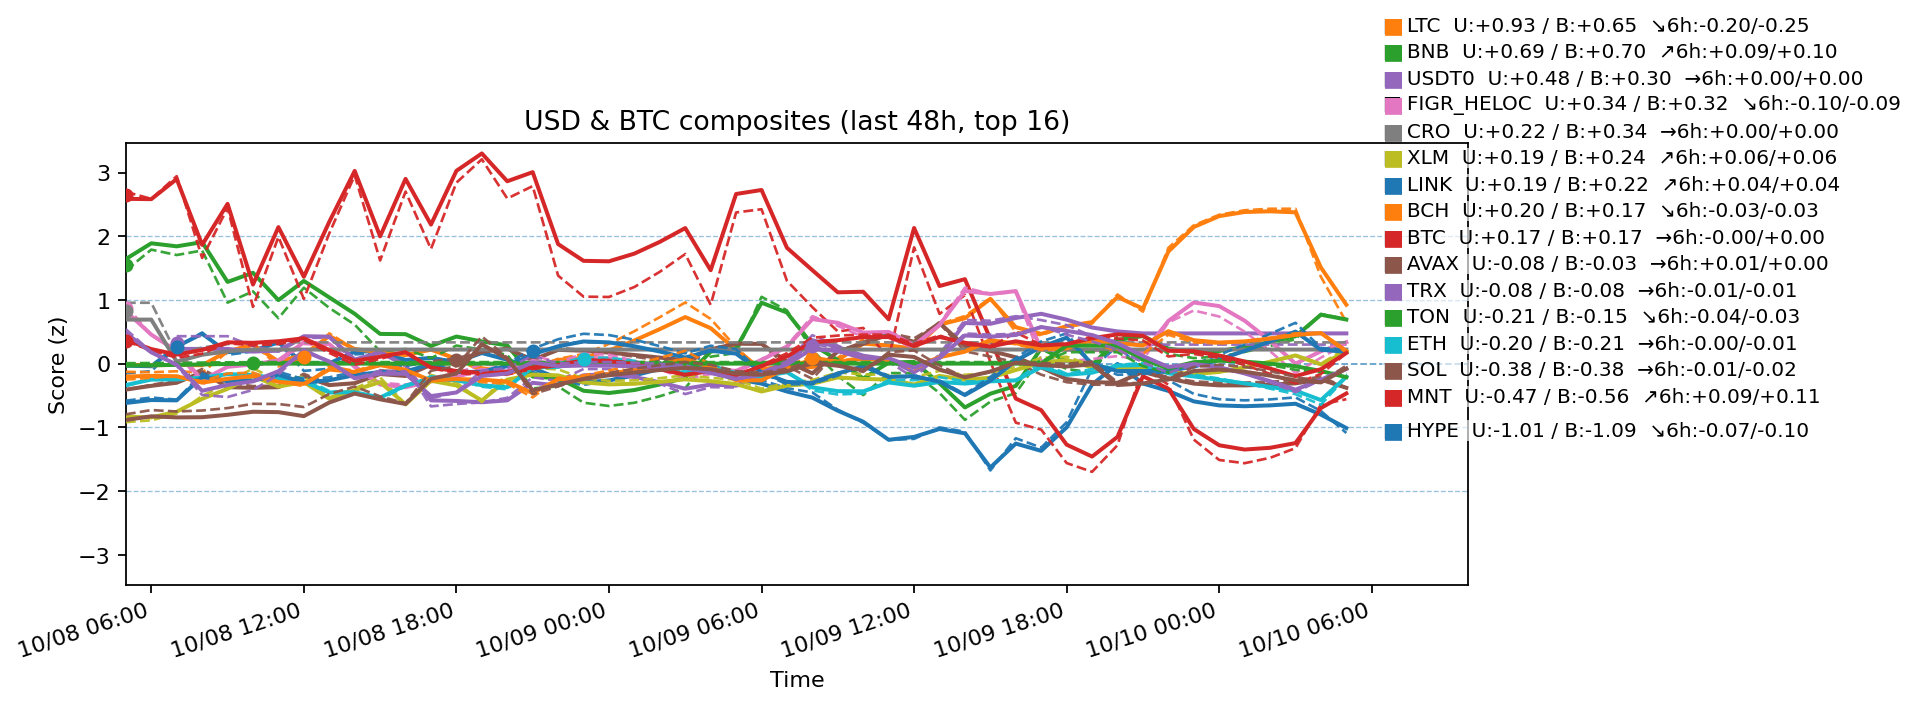 USD & BTC composites (last 48h, top 16)
LTC U:+0.93 / B:+0.65 ↘6h:-0.20/-0.25
BNB U:+0.69 / B:+0.70 ↗6h:+0.09/+0.10
USDT0 U:+0.48 / B:+0.30 →6h:+0.00/+0.00
FIGR_HELOC U:+0.34 / B:+0.32 ↘6h:-0.10/-0.09
CRO U:+0.22 / B:+0.34 →6h:+0.00/+0.00
XLM U:+0.19 / B:+0.24 ↗6h:+0.06/+0.06
LINK U:+0.19 / B:+0.22 ↗6h:+0.04/+0.04
BCH U:+0.20 / B:+0.17 ↘6h:-0.03/-0.03
BTC U:+0.17 / B:+0.17 →6h:-0.00/+0.00
AVAX U:-0.08 / B:-0.03 →6h:+0.01/+0.00
TRX U:-0.08 / B:-0.08 →6h:-0.01/-0.01
TON U:-0.21 / B:-0.15 ↘6h:-0.04/-0.03
ETH U:-0.20 / B:-0.21 →6h:-0.00/-0.01
SOL U:-0.38 / B:-0.38 →6h:-0.01/-0.02
MNT U:-0.47 / B:-0.56 ↗6h:+0.09/+0.11
HYPE U:-1.01 / B:-1.09 ↘6h:-0.07/-0.10
Score (z)
3
2
1
0
−1
−2
−3
10/08 06:00
10/08 12:00
10/08 18:00
10/09 00:00
10/09 06:00
10/09 12:00
10/09 18:00
10/10 00:00
10/10 06:00
Time